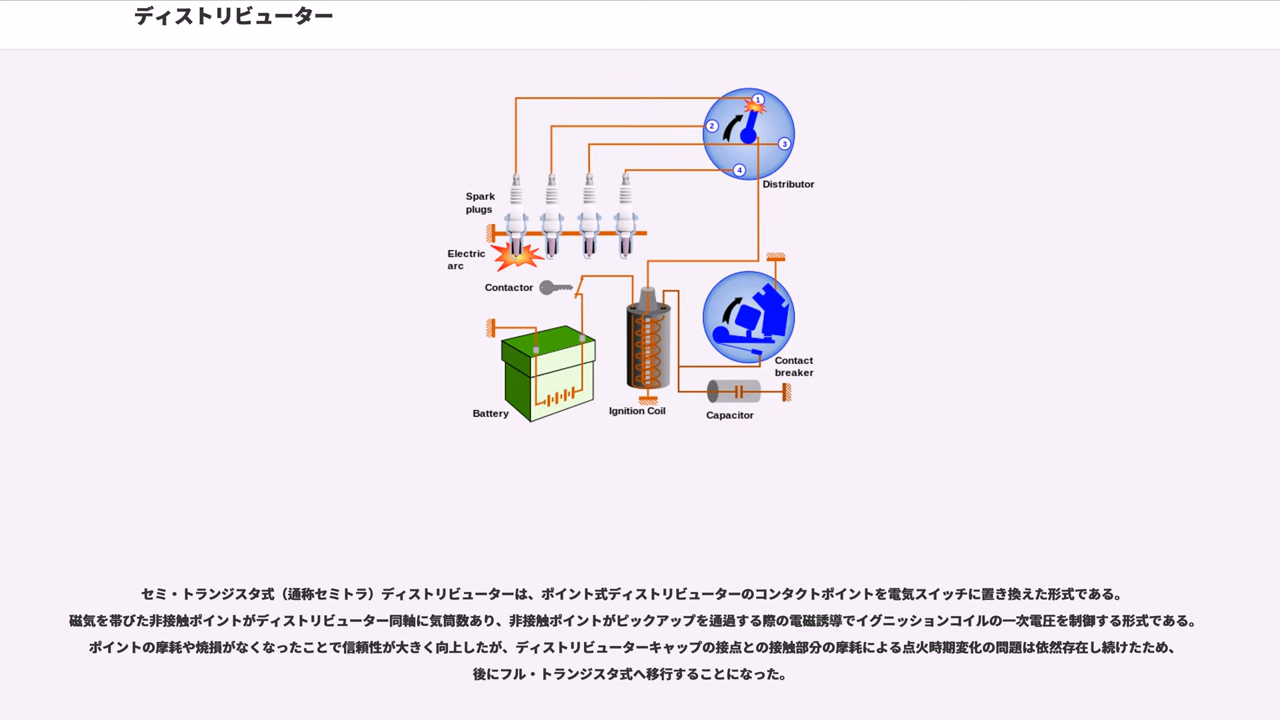 ディストリビューター
1
2
3
4
Distributor
Spark
plugs
Electric
arc
Contactor
Contact
breaker
Battery
Ignition Coil
Capacitor
セミ・トランジスタ式（通称セミトラ）ディストリビューターは、ポイント式ディストリビューターのコンタクトポイントを電気スイッチに置き換えた形式である。
磁気を帯びた非接触ポイントがディストリビューター同軸に気筒数あり、非接触ポイントがピックアップを通過する際の電磁誘導でイグニッションコイルの一次電圧を制御する形式である。
ポイントの摩耗や焼損がなくなったことで信頼性が大きく向上したが、ディストリビューターキャップの接点との接触部分の摩耗による点火時期変化の問題は依然存在し続けたため、
後にフル・トランジスタ式へ移行することになった。